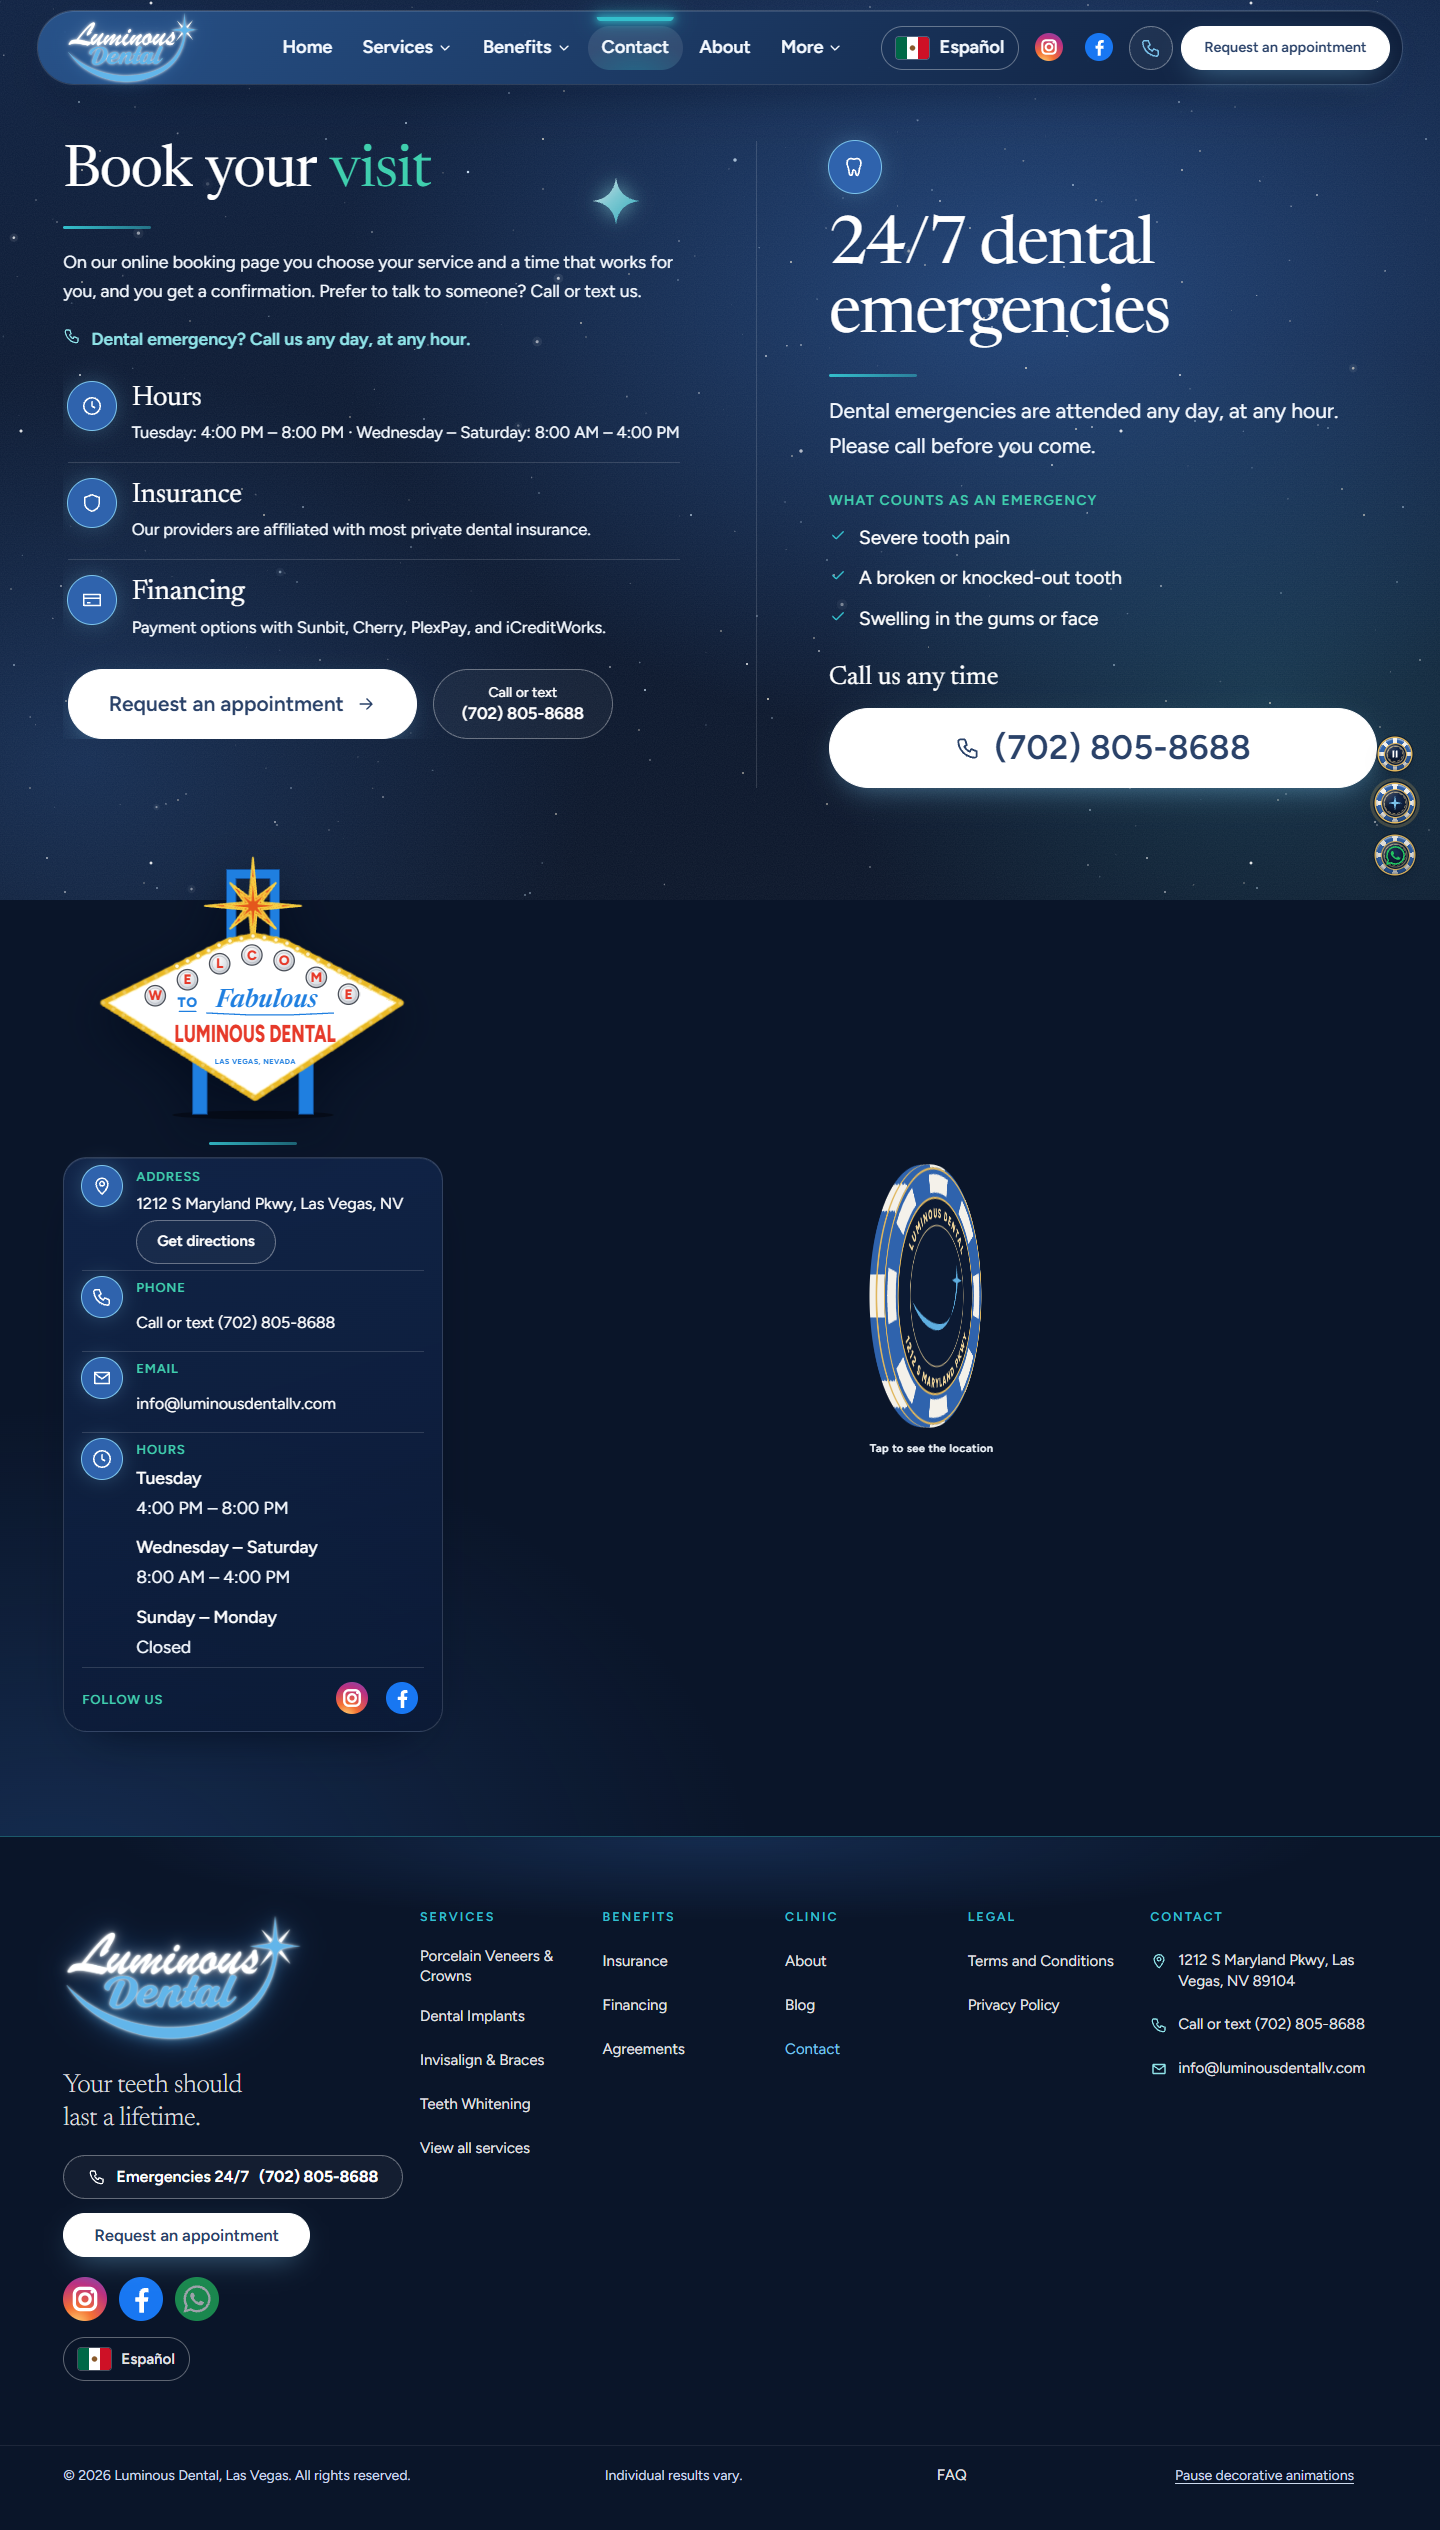 Luminous
Dental
Home
Services
Benefits
Contact
About
More
Español
Request an appointment
Book your visit
On our online booking page you choose your service and a time that works for
you, and you get a confirmation. Prefer to talk to someone? Call or text us.
Dental emergency? Call us any day, at any hour.
Hours
Tuesday: 4:00 PM – 8:00 PM · Wednesday – Saturday: 8:00 AM – 4:00 PM
Insurance
Our providers are affiliated with most private dental insurance.
Financing
Payment options with Sunbit, Cherry, PlexPay, and iCreditWorks.
Request an appointment
Call or text
(702) 805-8688
24/7 dental
emergencies
Dental emergencies are attended any day, at any hour.
Please call before you come.
WHAT COUNTS AS AN EMERGENCY
Severe tooth pain
A broken or knocked-out tooth
Swelling in the gums or face
Call us any time
(702) 805-8688
WELCOME
TO Fabulous
LUMINOUS DENTAL
LAS VEGAS, NEVADA
ADDRESS
1212 S Maryland Pkwy, Las Vegas, NV
Get directions
PHONE
Call or text (702) 805-8688
EMAIL
info@luminousdentallv.com
HOURS
Tuesday
4:00 PM – 8:00 PM
Wednesday – Saturday
8:00 AM – 4:00 PM
Sunday – Monday
Closed
FOLLOW US
LUMINOUS DENTAL
1212 S MARYLAND PKWY
Tap to see the location
Luminous
Dental
Your teeth should
last a lifetime.
Emergencies 24/7 (702) 805-8688
Request an appointment
Español
SERVICES
Porcelain Veneers &
Crowns
Dental Implants
Invisalign & Braces
Teeth Whitening
View all services
BENEFITS
Insurance
Financing
Agreements
CLINIC
About
Blog
Contact
LEGAL
Terms and Conditions
Privacy Policy
CONTACT
1212 S Maryland Pkwy, Las
Vegas, NV 89104
Call or text (702) 805-8688
info@luminousdentallv.com
© 2026 Luminous Dental, Las Vegas. All rights reserved.
Individual results vary.
FAQ
Pause decorative animations